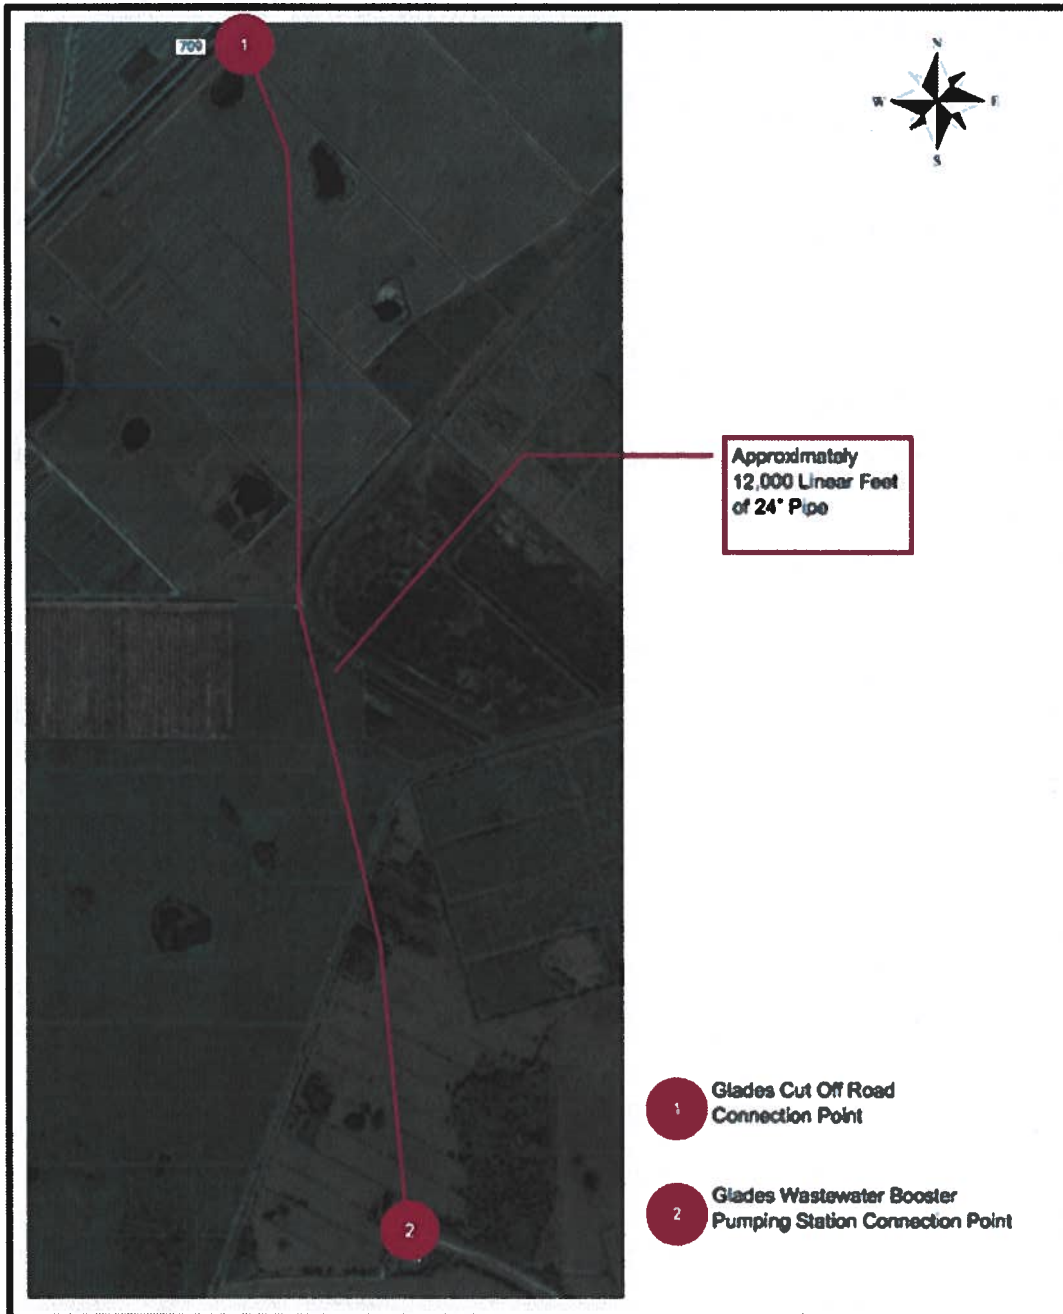 709
1
N
W E
S
Approximately
12,000 Linear Feet
of 24" Pipe
1
Glades Cut Off Road
Connection Point
2
Glades Wastewater Booster
Pumping Station Connection Point
2